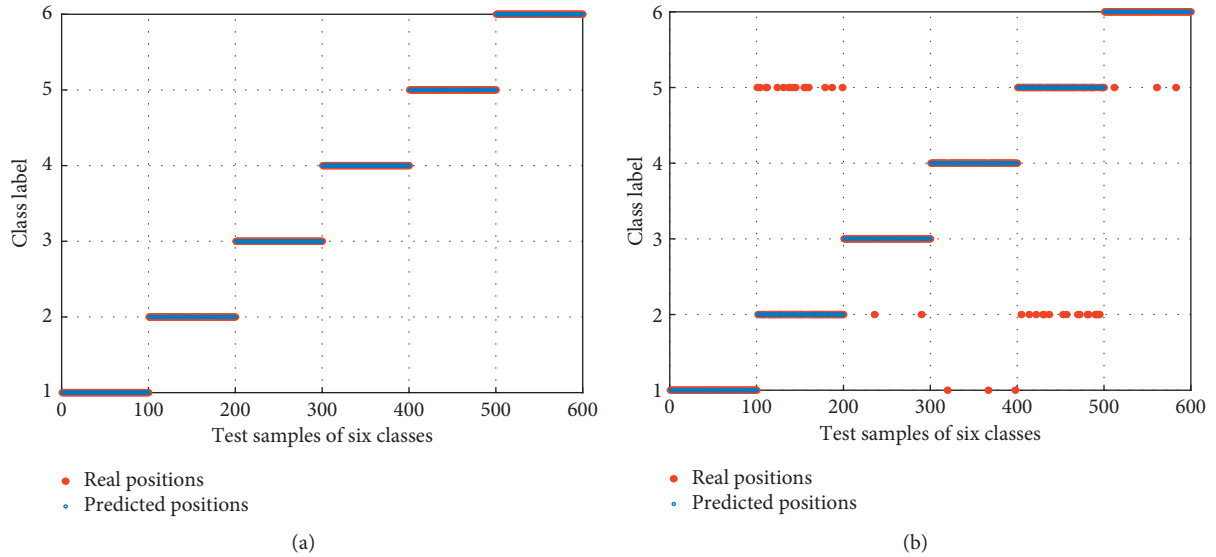 6
5
4
3
2
1
Class label
0 100 200 300 400 500 600
Test samples of six classes
Real positions
Predicted positions
(a)
6
5
4
3
2
1
Class label
0 100 200 300 400 500 600
Test samples of six classes
Real positions
Predicted positions
(b)